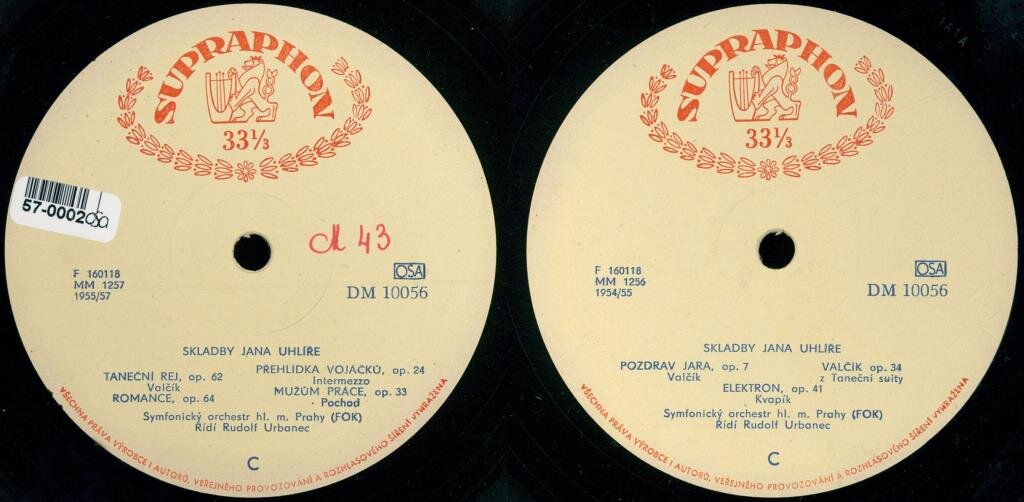 SUPRAPHON
33⅓
57-0002 osa
M 43
F 160118
MM 1257
1955/57
OSA
DM 10056
SKLADBY JANA UHLÍŘE
TANEČNÍ REJ, op. 62
Valčík
ROMANCE, op. 64
PŘEHLÍDKA VOJÁČKŮ, op. 24
Intermezzo
MUŽŮM PRÁCE, op. 33
Pochod
Symfonický orchestr hl. m. Prahy (FOK)
Řídí Rudolf Urbanec
C
VŠECHNA PRÁVA VÝROBCE I AUTORŮ, VEŘEJNÉHO PROVOZOVÁNÍ A ROZHLASOVÉHO ŠÍŘENÍ VYHRAŽENA
SUPRAPHON
33⅓
F 160118
MM 1256
1954/55
OSA
DM 10056
SKLADBY JANA UHLÍŘE
POZDRAV JARA, op. 7
Valčík
VALČÍK op. 34
z Taneční suity
ELEKTRON, op. 41
Kvapík
Symfonický orchestr hl. m. Prahy (FOK)
Řídí Rudolf Urbanec
C
VŠECHNA PRÁVA VÝROBCE I AUTORŮ, VEŘEJNÉHO PROVOZOVÁNÍ A ROZHLASOVÉHO ŠÍŘENÍ VYHRAŽENA